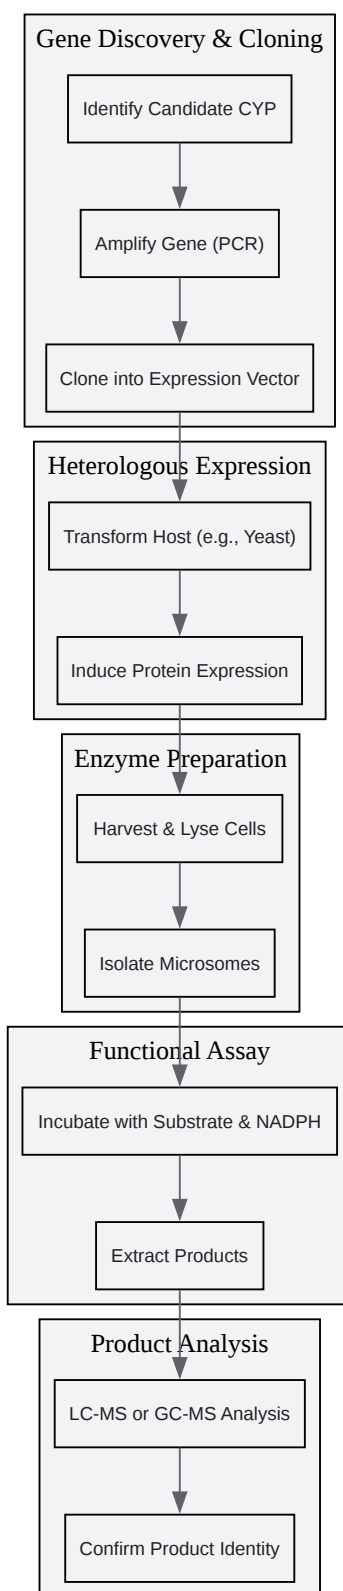 Gene Discovery & Cloning
Identify Candidate CYP
Amplify Gene (PCR)
Clone into Expression Vector
Heterologous Expression
Transform Host (e.g., Yeast)
Induce Protein Expression
Enzyme Preparation
Harvest & Lyse Cells
Isolate Microsomes
Functional Assay
Incubate with Substrate & NADPH
Extract Products
Product Analysis
LC-MS or GC-MS Analysis
Confirm Product Identity